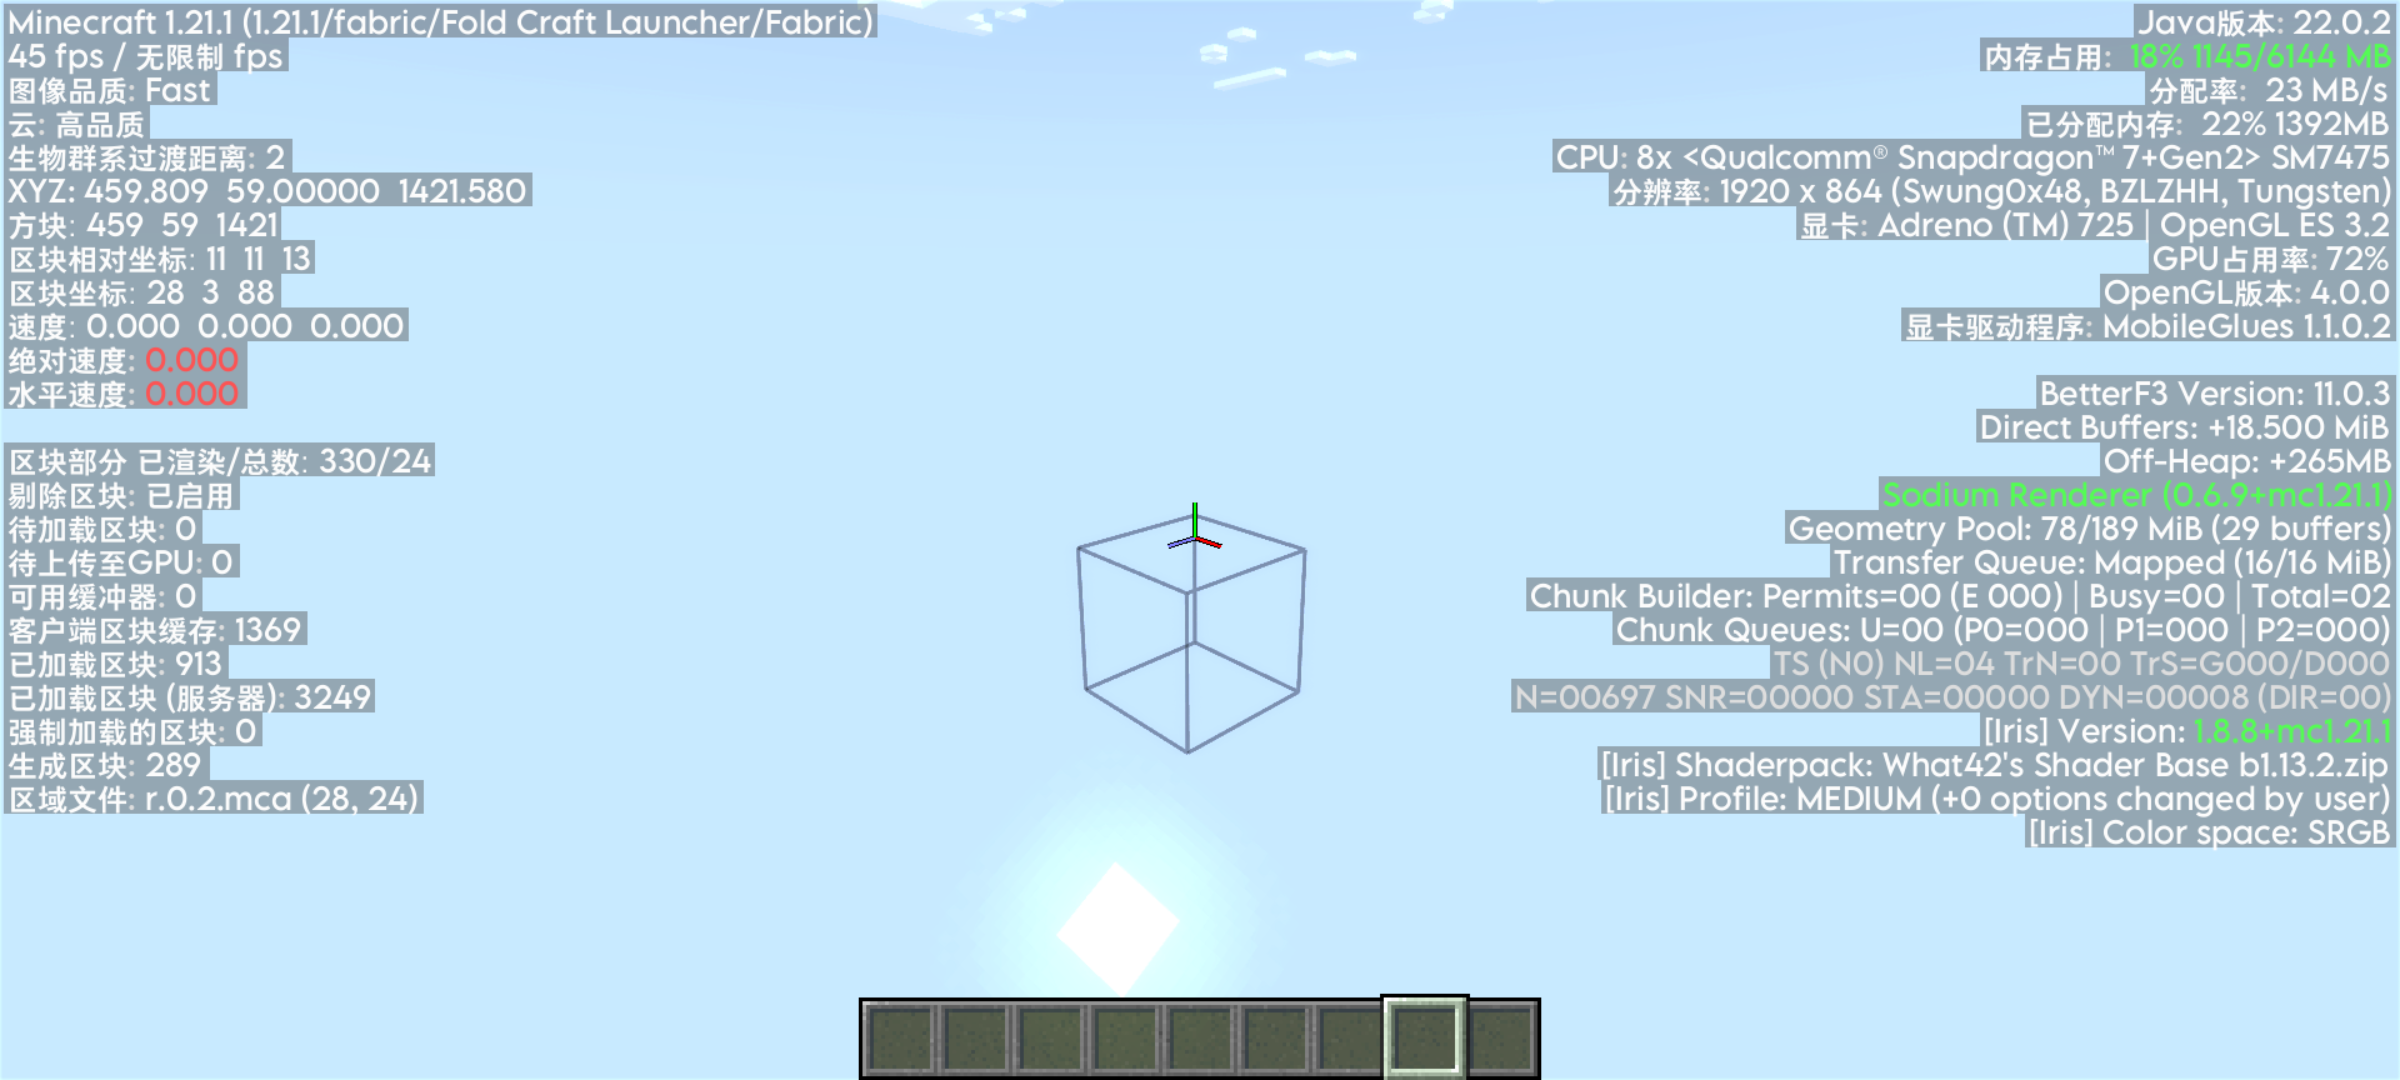 Minecraft 1.21.1 (1.21.1/fabric/Fold Craft Launcher/Fabric)
45 fps / 无限制 fps
图像品质: Fast
云: 高品质
生物群系过渡距离: 2
XYZ: 459.809 59.00000 1421.580
方块: 459 59 1421
区块相对坐标: 11 11 13
区块坐标: 28 3 88
速度: 0.000 0.000 0.000
绝对速度: 0.000
水平速度: 0.000
区块部分 已渲染/总数: 330/24
剔除区块: 已启用
待加载区块: 0
待上传至GPU: 0
可用缓冲器: 0
客户端区块缓存: 1369
已加载区块: 913
已加载区块 (服务器): 3249
强制加载的区块: 0
生成区块: 289
区域文件: r.0.2.mca (28, 24)
Java版本: 22.0.2
内存占用: 18% 1145/6144 MB
分配率: 23 MB/s
已分配内存: 22% 1392MB
CPU: 8x <Qualcomm® Snapdragon™ 7+Gen2> SM7475
分辨率: 1920 x 864 (Swung0x48, BZLZHH, Tungsten)
显卡: Adreno (TM) 725 | OpenGL ES 3.2
GPU占用率: 72%
OpenGL版本: 4.0.0
显卡驱动程序: MobileGlues 1.1.0.2
BetterF3 Version: 11.0.3
Direct Buffers: +18.500 MiB
Off-Heap: +265MB
Sodium Renderer (0.6.9+mc1.21.1)
Geometry Pool: 78/189 MiB (29 buffers)
Transfer Queue: Mapped (16/16 MiB)
Chunk Builder: Permits=00 (E 000) | Busy=00 | Total=02
Chunk Queues: U=00 (P0=000 | P1=000 | P2=000)
TS (N0) NL=04 TrN=00 TrS=G000/D000
N=00697 SNR=00000 STA=00000 DYN=00008 (DIR=00)
[Iris] Version: 1.8.8+mc1.21.1
[Iris] Shaderpack: What42's Shader Base b1.13.2.zip
[Iris] Profile: MEDIUM (+0 options changed by user)
[Iris] Color space: SRGB